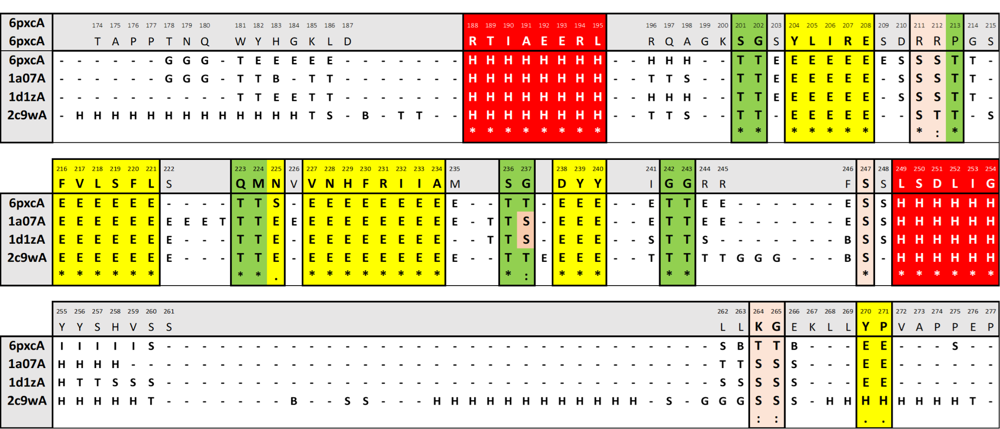 6pxcA 174 175 176 177 178 179 180 181 182 183 184 185 186 187 188 189 190 191 192 193 194 195 196 197 198 199 200 201 202 203 204 205 206 207 208 209 210 211 212 213 214 215
6pxcA T A P P T N Q W Y H G K L D R T I A E E R L R Q A G K S G S Y L I R E S D R R P G S
6pxcA - - - - - - G G G - T E E E E E - - - - - - - H H H H H H H H - - H H H - - T T E E E E E E E S S S T T -
1a07A - - - - - - G G G - T T B - T T - - - - - - - H H H H H H H H - - T T S - - T T E E E E E E - S S S T T -
1d1zA - - - - - - - - - - T T E E T T - - - - - - - H H H H H H H H - - H H H - - T T E E E E E E - S S S T T -
2c9wA - H H H H H H H H H H H H H T S - B - T T - - H H H H H H H H - - T T S - - T T - E E E E E - - S T T - S
* * * * * * * * * * * * * * * * : *
216 217 218 219 220 221 222 223 224 225 226 227 228 229 230 231 232 233 234 235 236 237 238 239 240 241 242 243 244 245 246 247 248 249 250 251 252 253 254
F V L S F L S Q M N V V N H F R I I A M S G D Y Y I G G R R F S S L S D L I G
6pxcA E E E E E E - - - - T T S - E E E E E E E E E - - T T - E E E - - E T T E E - - - - - - E S S H H H H H H
1a07A E E E E E E E E E T T T E E E E E E E E E E E - T T S - E E E - - E T T E E - - - - - - E S S H H H H H H
1d1zA E E E E E E E - - - T T E - E E E E E E E E - - T T S - E E E - - S T T S - - - - - - - B S S H H H H H H
2c9wA E E E E E E E - - - T T E - E E E E E E E E E - - T T E E E E - - T T T T T G G G - - - B S - H H H H H H
* * * * * * * * . * * * * * * * * * : * * * * * * * * * * * *
255 256 257 258 259 260 261 262 263 264 265 266 267 268 269 270 271 272 273 274 275 276 277
Y Y S H V S S L L K G E K L L Y P V A P P E P
6pxcA I I I I I S - - - - - - - - - - - - - - - - - - - - - - - - - - - - - - - S B T T B - - - E E - - - S - -
1a07A H H H H - - - - - - - - - - - - - - - - - - - - - - - - - - - - - - - - - T T S S S - - - E E - - - - - -
1d1zA H T T S S S - - - - - - - - - - - - - - - - - - - - - - - - - - - - - - - S S S S S - - - E E - - - - - -
2c9wA H H H H H T - - - - - - - B - - S S - - - H H H H H H H H H H H H - S - G G G S S S - H H H H H H H H T -
: : . .